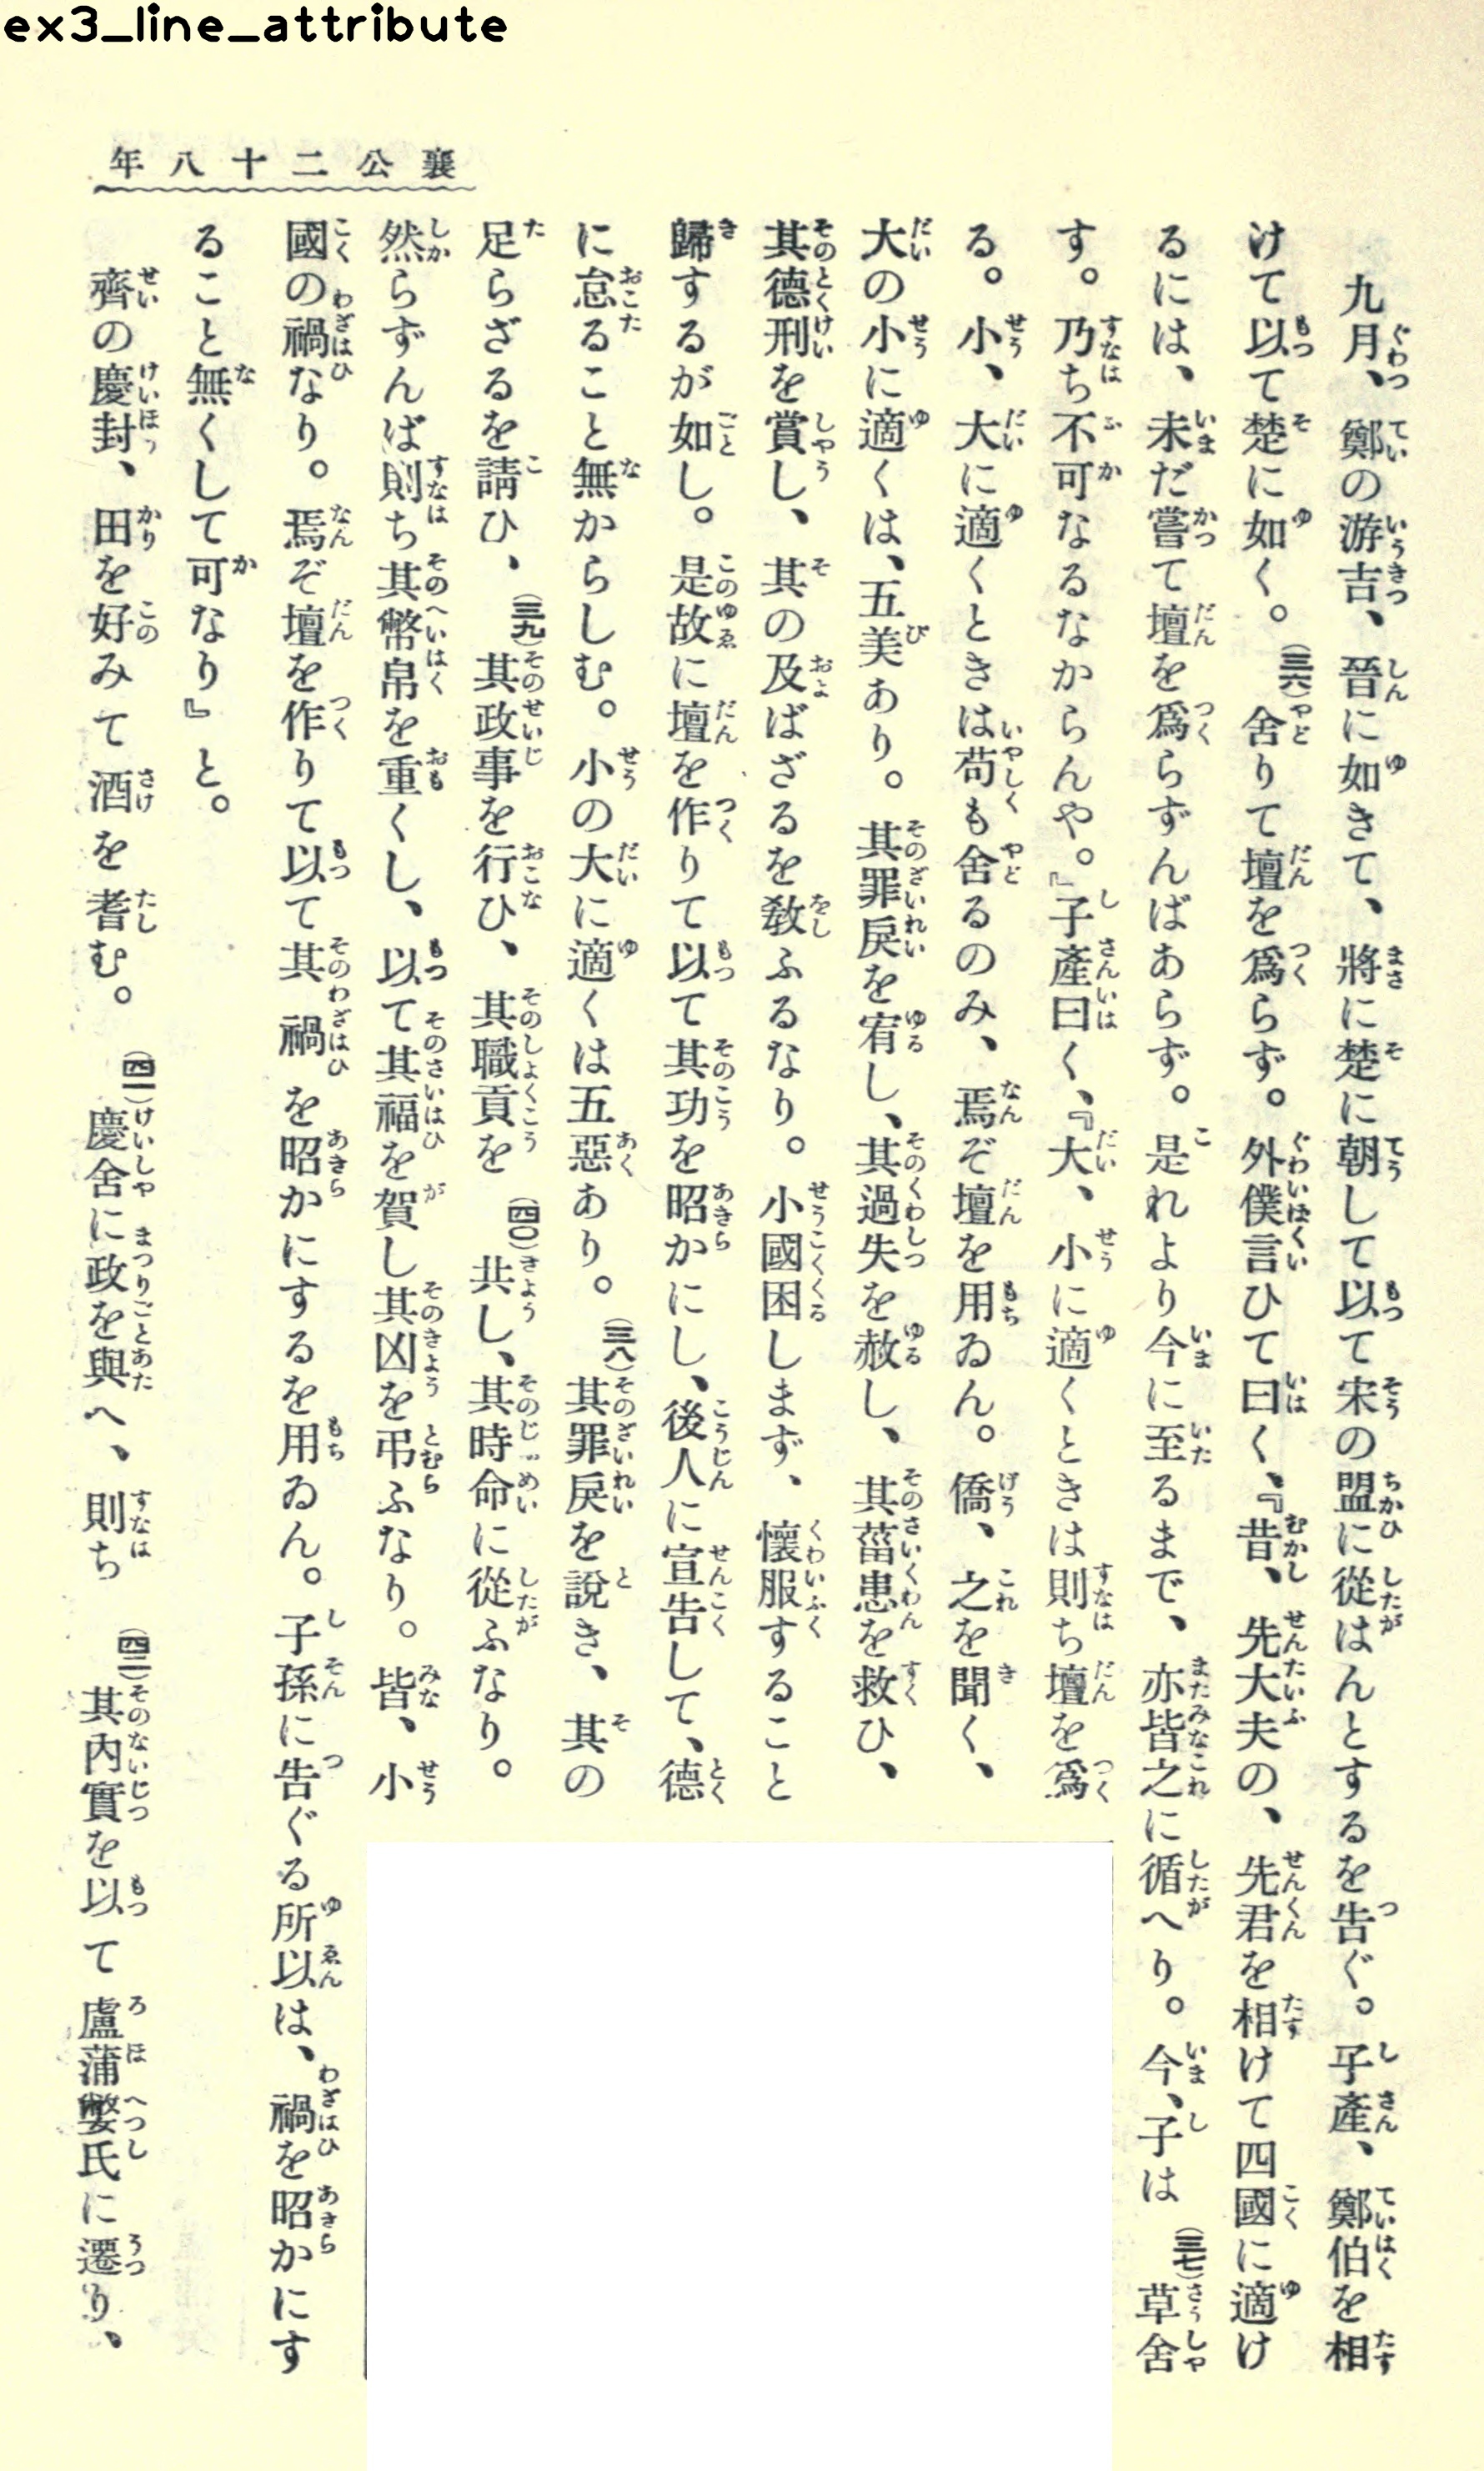 ex3_line_attribute
襄公二十八年
九月、鄭の游吉、晉に如きて、將に楚に朝して以て宋の盟に從はんとするを告ぐ。子產、鄭伯を相
けて以て楚に如く。(三六)舍りて壇を爲らず。外僕言ひて曰く、『昔、先大夫の、先君を相けて四國に適け
るには、未だ嘗て壇を爲らずんばあらず。是れより今に至るまで、亦皆之に循へり。今、子は(三七)草舍
す。乃ち不可なるなからんや。』子產曰く、『大、小に適くときは則ち壇を爲
る。小、大に適くときは苟も舍るのみ、焉ぞ壇を用ゐん。僑、之を聞く、
大の小に適くは、五美あり。其罪戾を宥し、其過失を赦し、其菑患を救ひ、
其德刑を賞し、其の及ばざるを敎ふるなり。小國困しまず、懷服すること
歸するが如し。是故に壇を作りて以て其功を昭かにし、後人に宣告して、德
に怠ること無からしむ。小の大に適くは五惡あり。(三八)其罪戾を說き、其の
足らざるを請ひ、(三九)其政事を行ひ、其職貢を(四〇)共し、其時命に從ふなり。
然らずんば則ち其幣帛を重くし、以て其福を賀し其凶を弔ふなり。皆、小
國の禍なり。焉ぞ壇を作りて以て其禍を昭かにするを用ゐん。子孫に告ぐる所以は、禍を昭かにす
ること無くして可なり』と。
齊の慶封、田を好みて酒を耆む。(四一)慶舍に政を與へ、則ち(四二)其內實を以て盧蒲嫳氏に遷り、